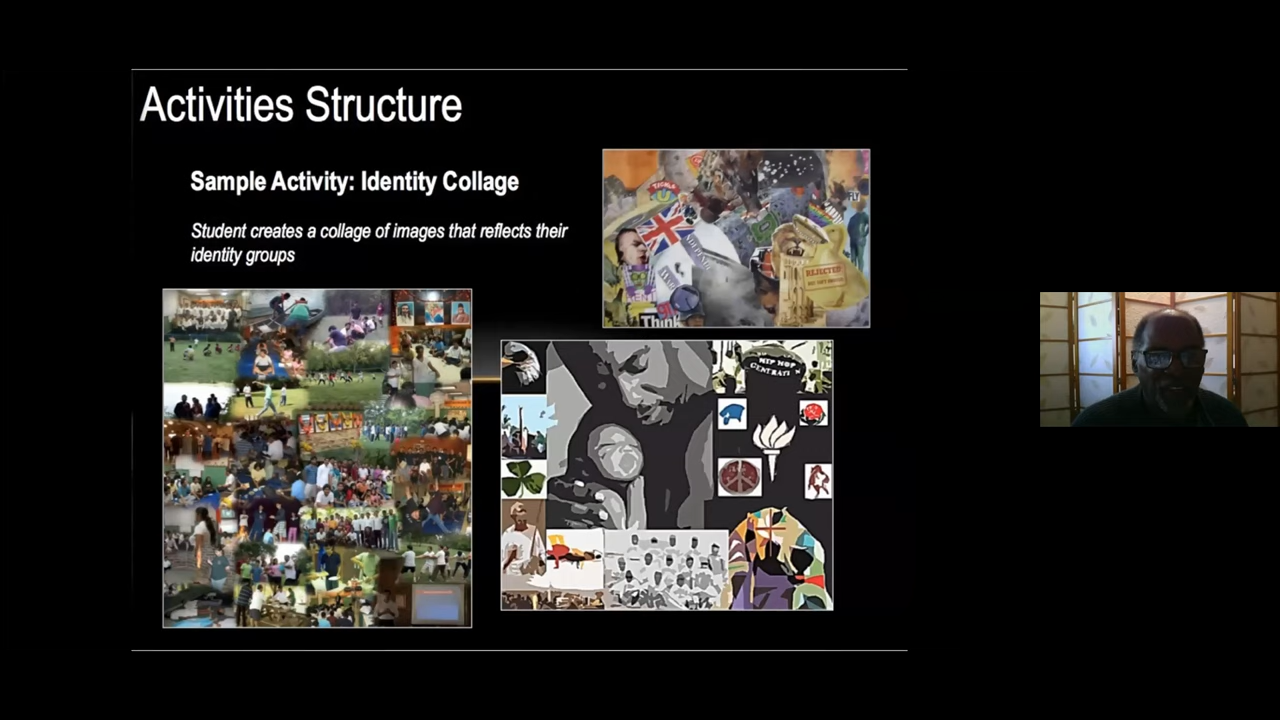 Activities Structure
Sample Activity: Identity Collage
Student creates a collage of images that reflects their
identity groups
REJECTED
Think
HIP HOP